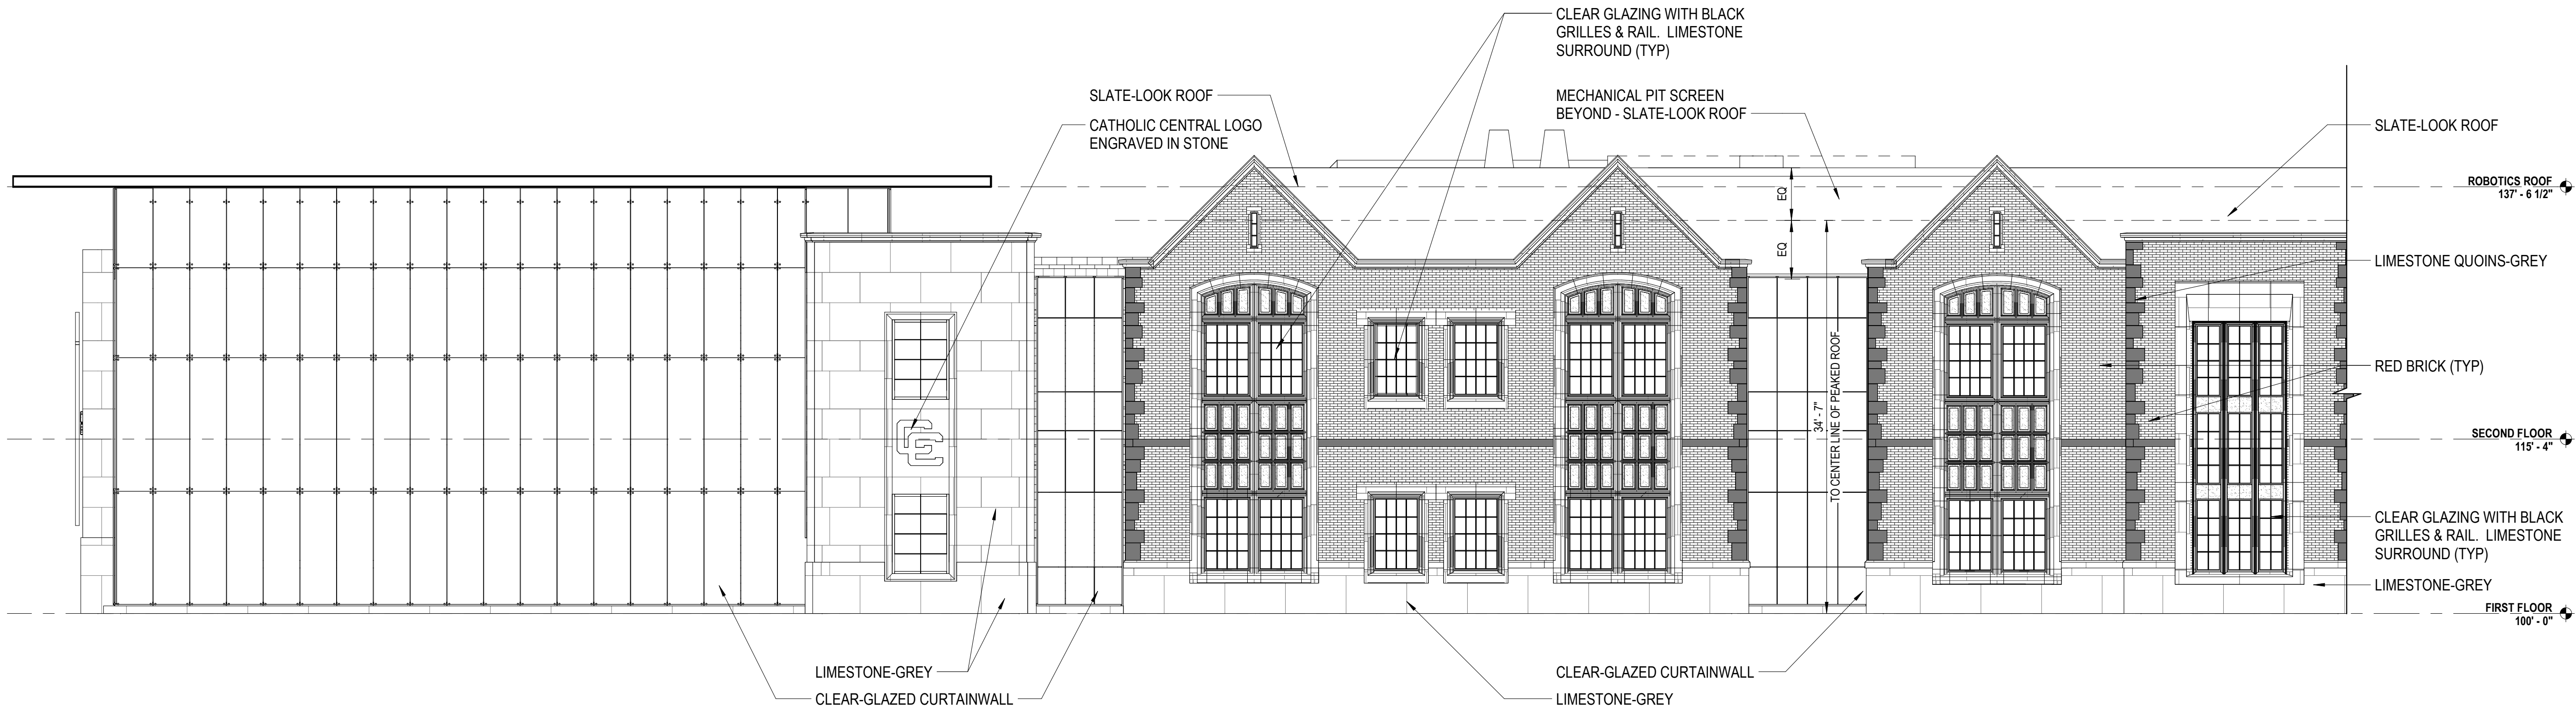 CLEAR GLAZING WITH BLACK
GRILLES & RAIL.  LIMESTONE
SURROUND (TYP)
SLATE-LOOK ROOF
CATHOLIC CENTRAL LOGO
ENGRAVED IN STONE
MECHANICAL PIT SCREEN
BEYOND - SLATE-LOOK ROOF
SLATE-LOOK ROOF
ROBOTICS ROOF
137' - 6 1/2"
EQ
EQ
LIMESTONE QUOINS-GREY
RED BRICK (TYP)
34' - 7"
TO CENTER LINE OF PEAKED ROOF
CC
SECOND FLOOR
115' - 4"
CLEAR GLAZING WITH BLACK
GRILLES & RAIL.  LIMESTONE
SURROUND (TYP)
LIMESTONE-GREY
FIRST FLOOR
100' - 0"
LIMESTONE-GREY
CLEAR-GLAZED CURTAINWALL
CLEAR-GLAZED CURTAINWALL
LIMESTONE-GREY